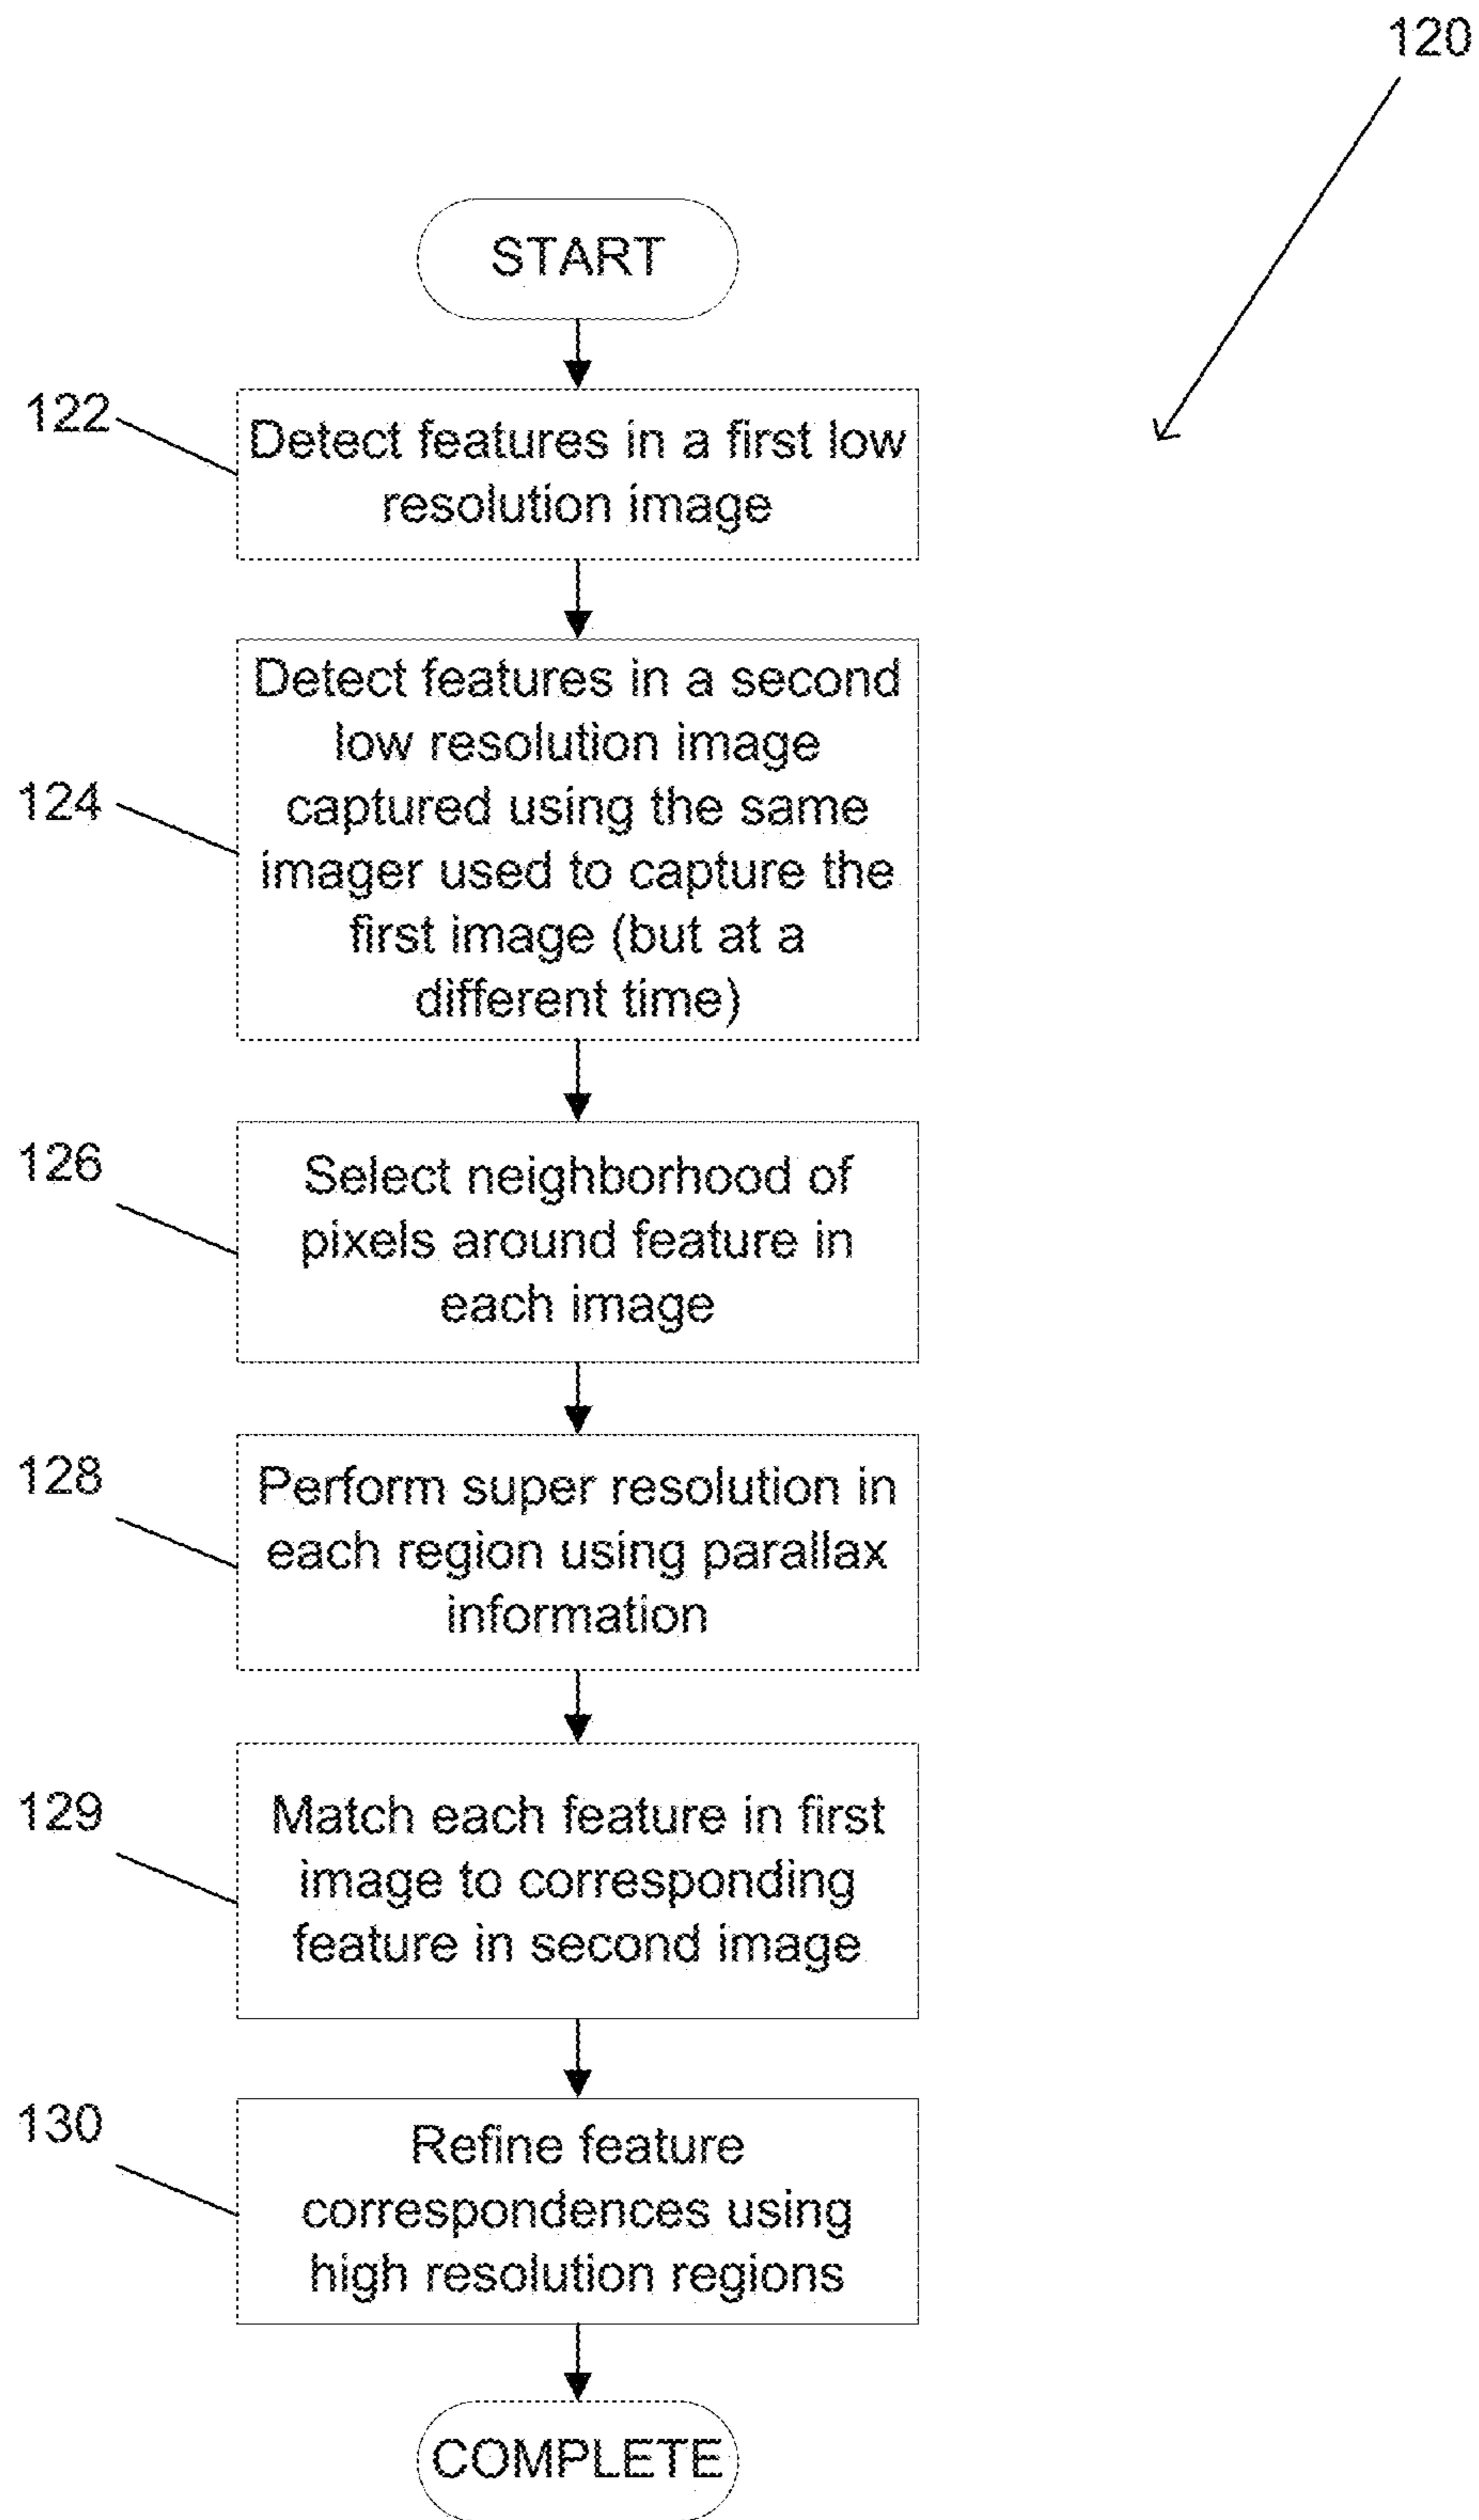 120
START
122
Detect features in a first low
resolution image
124
Detect features in a second
low resolution image
captured using the same
imager used to capture the
first image (but at a
different time)
126
Select neighborhood of
pixels around feature in
each image
128
Perform super resolution in
each region using parallax
information
129
Match each feature in first
image to corresponding
feature in second image
130
Refine feature
correspondences using
high resolution regions
COMPLETE